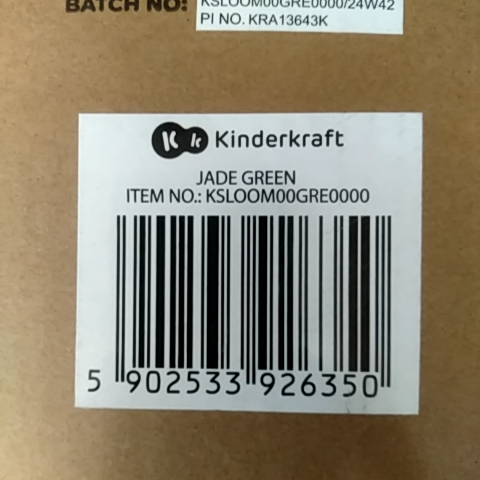 BATCH NO: KSLOOM00GRE0000/24W42
PI NO. KRA13643K
Kinderkraft
JADE GREEN
ITEM NO.: KSLOOM00GRE0000
5 902533 926350